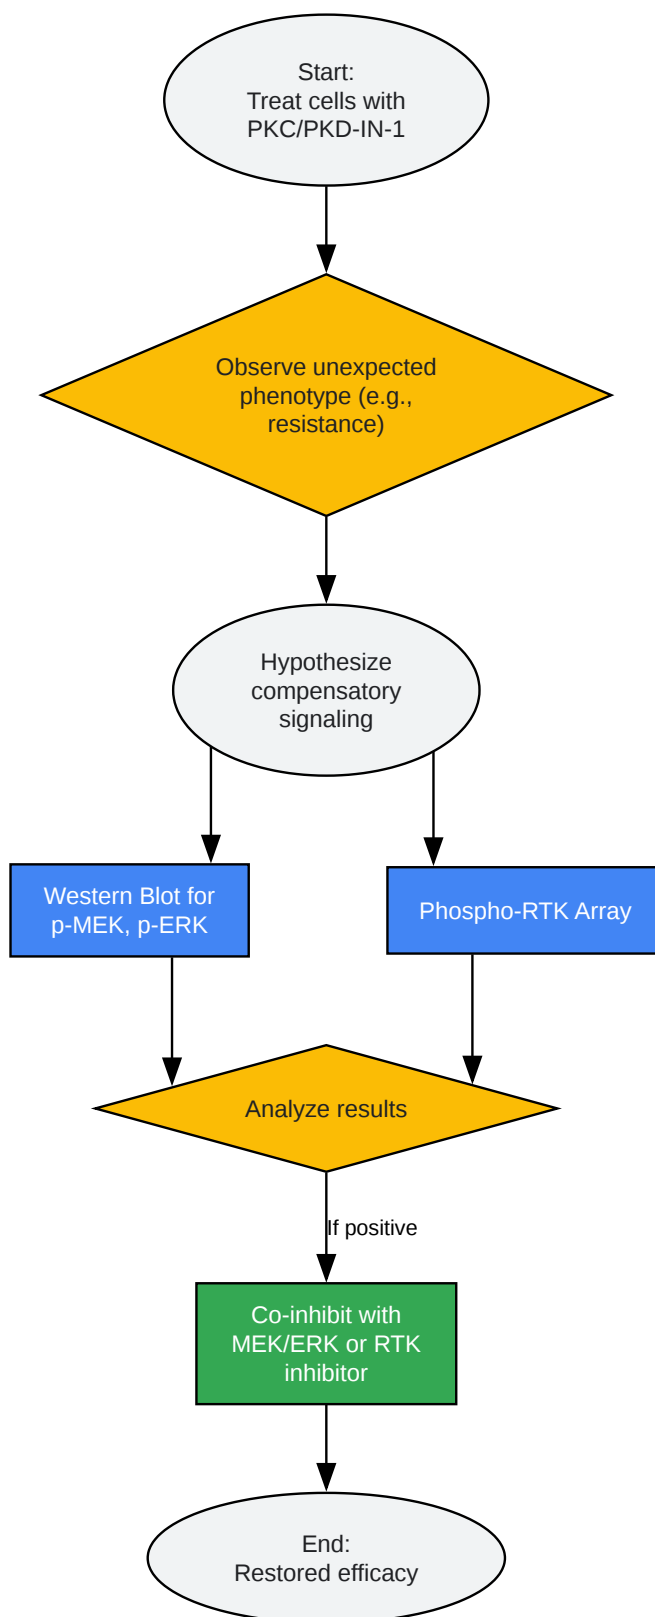 Start:
Treat cells with
PKC/PKD-IN-1
Observe unexpected
phenotype (e.g.,
resistance)
Hypothesize
compensatory
signaling
Western Blot for
p-MEK, p-ERK
Phospho-RTK Array
Analyze results
If positive
Co-inhibit with
MEK/ERK or RTK
inhibitor
End:
Restored efficacy